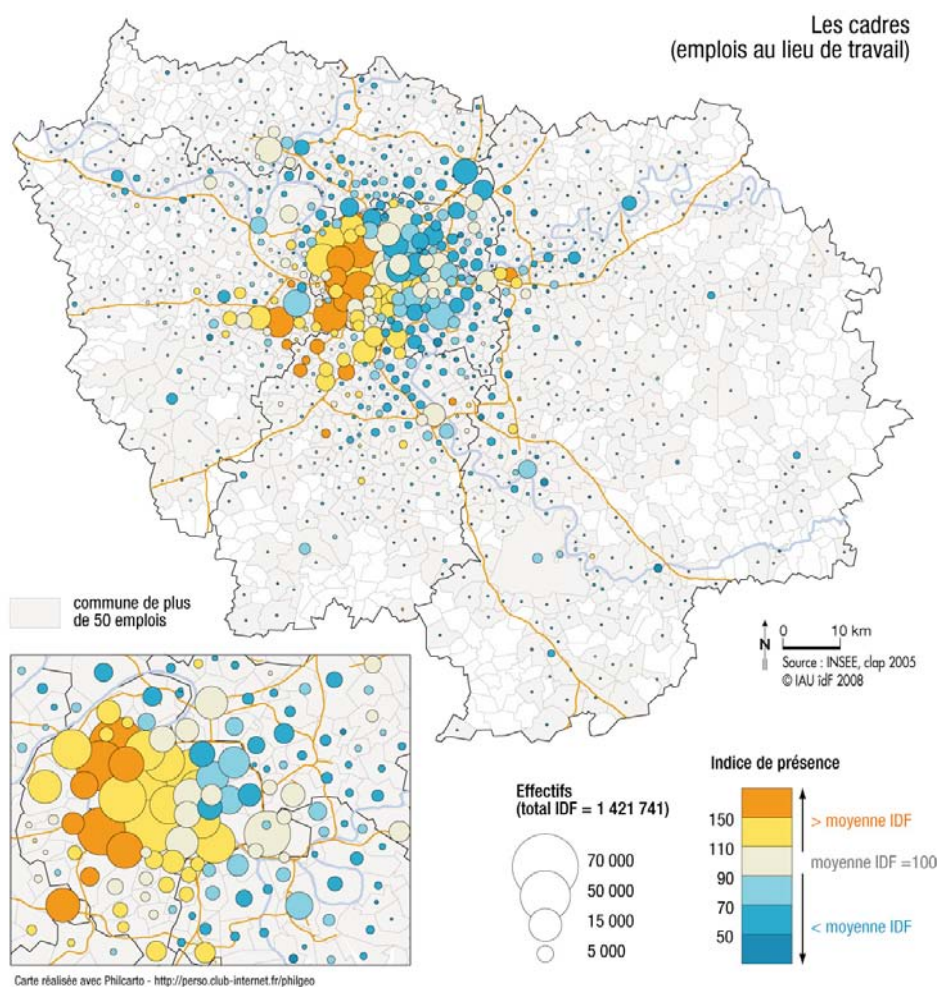 Les cadres
(emplois au lieu de travail)
commune de plus
de 50 emplois
N
0 10 km
Source : INSEE, clap 2005
© IAU îdF 2008
Effectifs
(total IDF = 1 421 741)
70 000
50 000
15 000
5 000
Indice de présence
150
110
90
70
50
> moyenne IDF
moyenne IDF =100
< moyenne IDF
Carte réalisée avec Philcarto - http://perso.club-internet.fr/philgeo